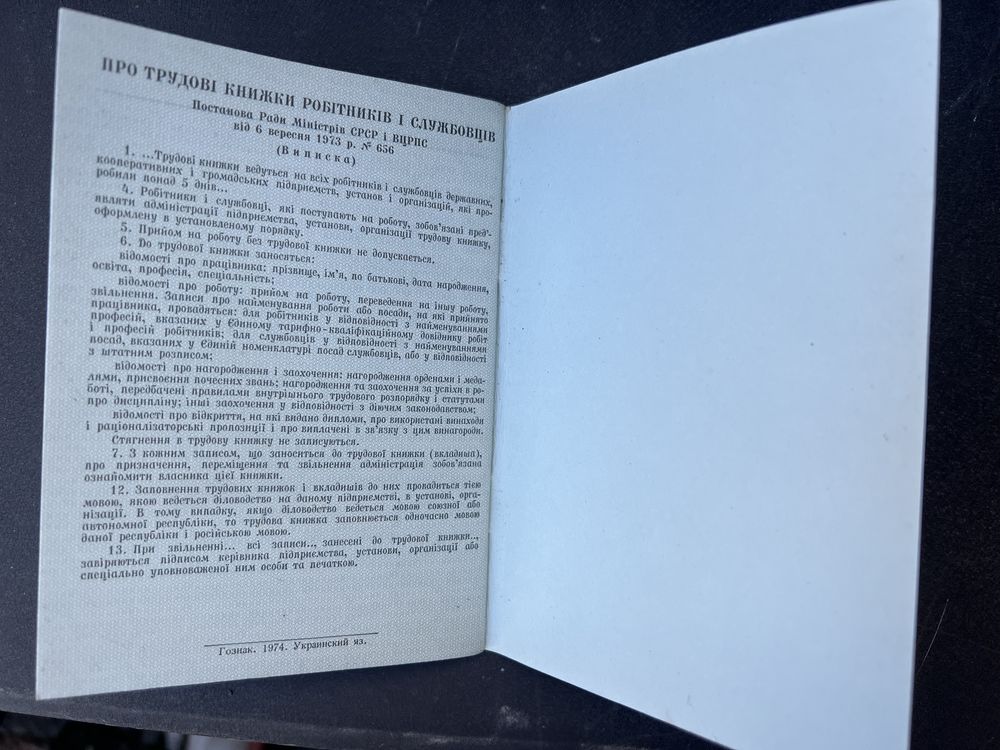 ПРО ТРУДОВІ КНИЖКИ РОБІТНИКІВ І СЛУЖБОВЦІВ
Постанова Ради Міністрів СРСР і ВЦРПС
від 6 вересня 1973 р. № 656
(Виписка)
1. ...Трудові книжки ведуться на всіх робітників і службовців державних,
кооперативних і громадських підприємств, установ і організацій, які про-
робили понад 5 днів...
4. Робітники і службовці, які поступають на роботу, зобов'язані пред'-
являти адміністрації підприємства, установи, організації трудову книжку,
оформлену в установленому порядку.
5. Прийом на роботу без трудової книжки не допускається.
6. До трудової книжки заносяться:
відомості про працівника: прізвище, ім'я, по батькові, дата народження,
освіта, професія, спеціальність;
відомості про роботу: прийом на роботу, переведення на іншу роботу,
звільнення. Записи про найменування роботи або посади, на які прийнято
працівника, провадяться: для робітників у відповідності з найменуваннями
професій, вказаних у Єдиному тарифно-кваліфікаційному довіднику робіт
і професій робітників; для службовців у відповідності з найменуваннями
посад, вказаних у Єдиній номенклатурі посад службовців, або у відповідності
з штатним розписом;
відомості про нагородження і заохочення: нагородження орденами і меда-
лями, присвоєння почесних звань; нагородження та заохочення за успіхи в ро-
боті, передбачені правилами внутрішнього трудового розпорядку і статутами
про дисципліну; інші заохочення у відповідності з діючим законодавством;
відомості про відкриття, на які видано дипломи, про використані винаходи
і раціоналізаторські пропозиції і про виплачені в зв'язку з цим винагороди.
Стягнення в трудову книжку не записуються.
7. З кожним записом, що заноситься до трудової книжки (вкладиша),
про призначення, переміщення та звільнення адміністрація зобов'язана
ознайомити власника цієї книжки.
12. Заповнення трудових книжок і вкладишів до них провадиться тією
мовою, якою ведеться діловодство на даному підприємстві, в установі, орга-
нізації. В тому випадку, якщо діловодство ведеться мовою союзної або
автономної республіки, то трудова книжка заповнюється одночасно мовою
даної республіки і російською мовою.
13. При звільненні... всі записи.., занесені до трудової книжки..,
завіряються підписом керівника підприємства, установи, організації або
спеціально уповноваженої ним особи та печаткою.
Гознак. 1974. Украинский яз.